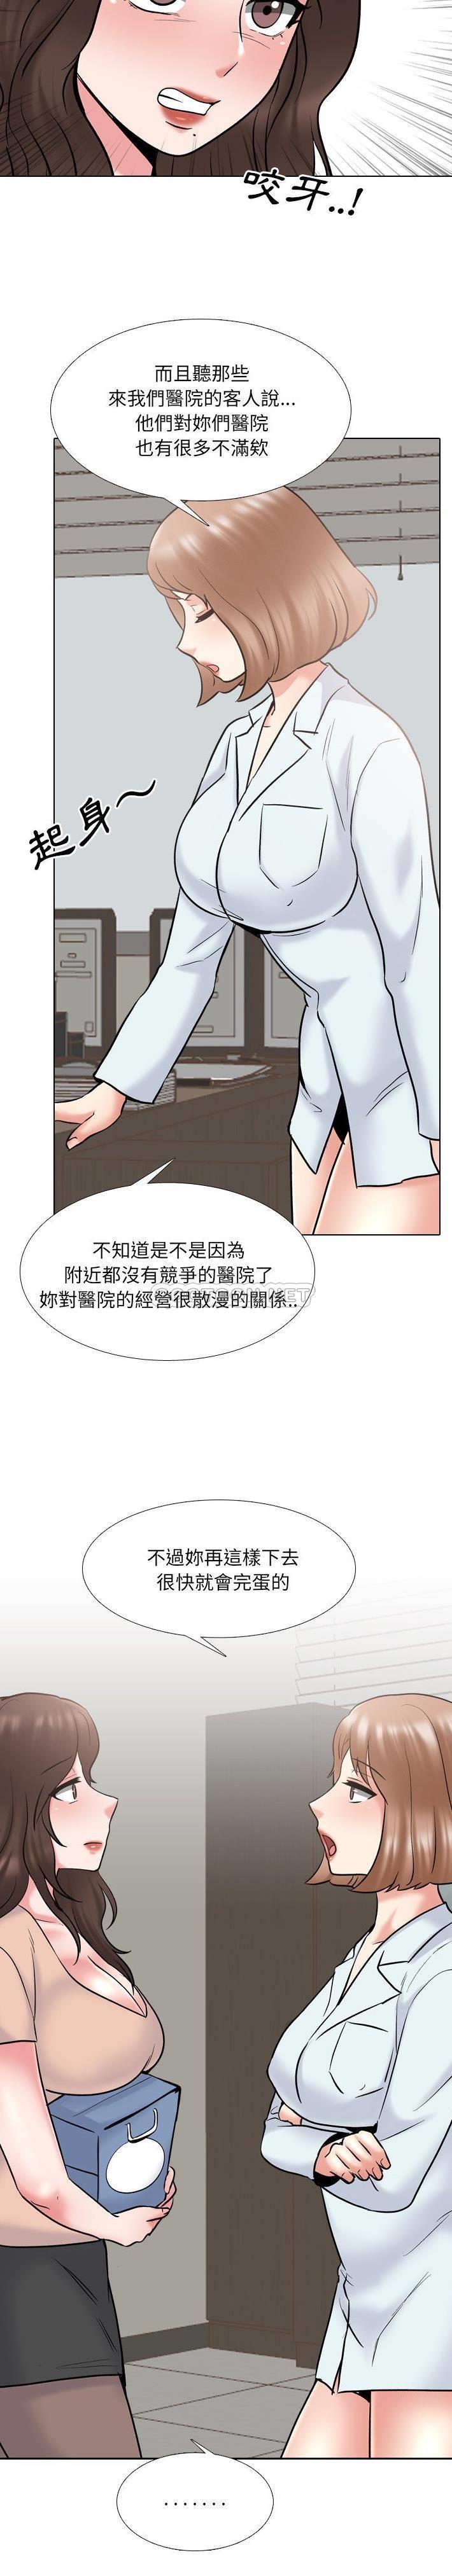 咬牙..!
而且聽那些
來我們醫院的客人說...
他們對妳們醫院
也有很多不滿欸
起身~
不知道是不是因為
附近都沒有競爭的醫院了
妳對醫院的經營很散漫的關係..
不過妳再這樣下去
很快就會完蛋的
.......